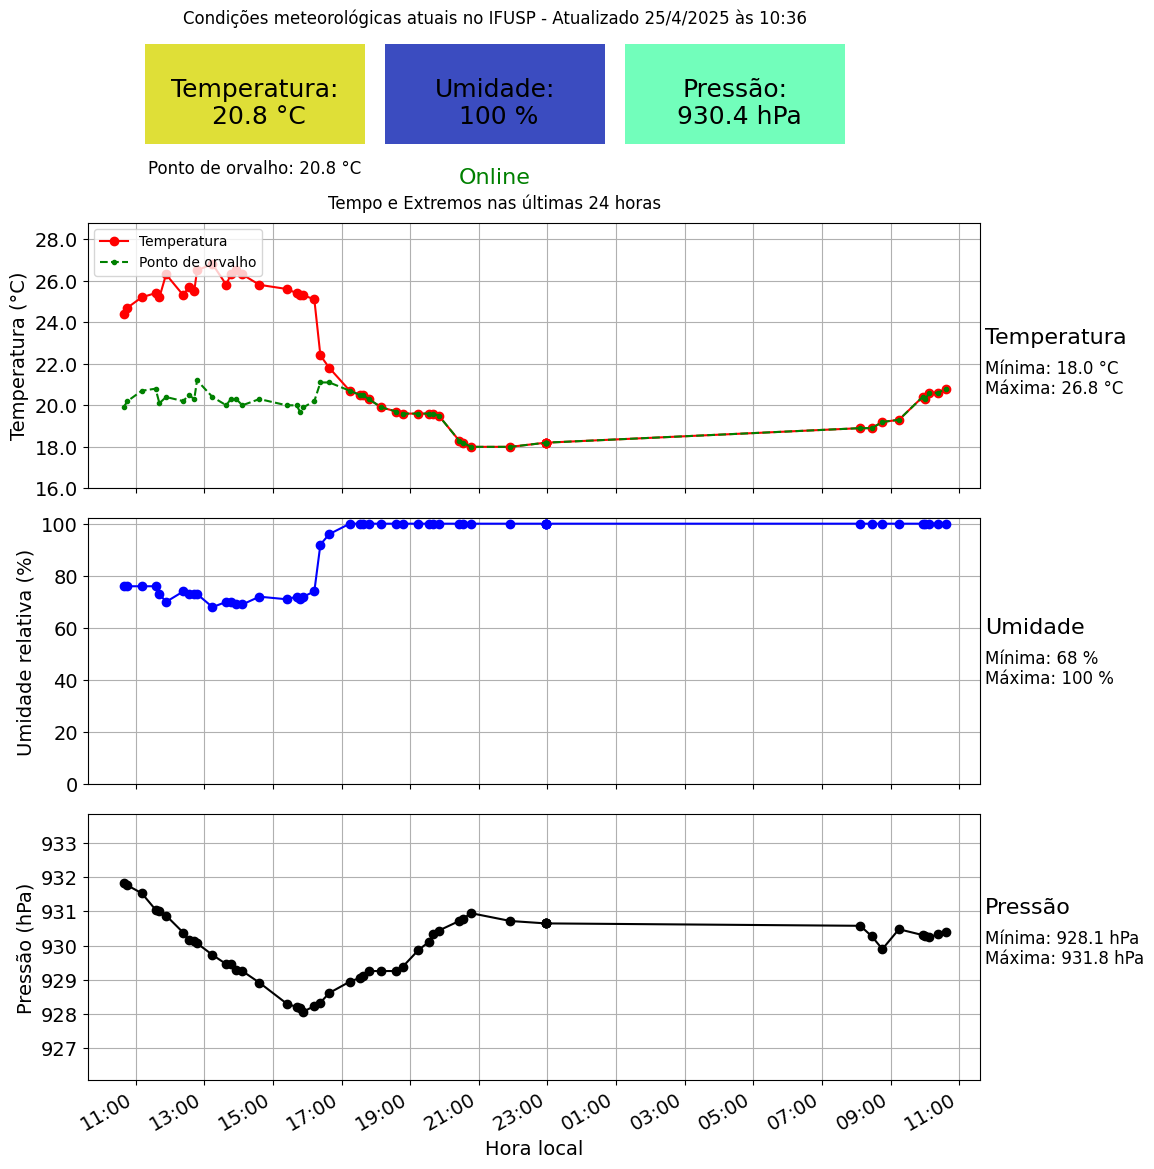 Condições meteorológicas atuais no IFUSP - Atualizado 25/4/2025 às 10:36
Temperatura:
20.8 °C
Umidade:
100 %
Pressão:
930.4 hPa
Ponto de orvalho: 20.8 °C
Online
Tempo e Extremos nas últimas 24 horas
Temperatura
Ponto de orvalho
Temperatura (°C)
28.0
26.0
24.0
22.0
20.0
18.0
16.0
Temperatura
Mínima: 18.0 °C
Máxima: 26.8 °C
Umidade relativa (%)
100
80
60
40
20
0
Umidade
Mínima: 68 %
Máxima: 100 %
Pressão (hPa)
933
932
931
930
929
928
927
Pressão
Mínima: 928.1 hPa
Máxima: 931.8 hPa
11:00 13:00 15:00 17:00 19:00 21:00 23:00 01:00 03:00 05:00 07:00 09:00 11:00
Hora local